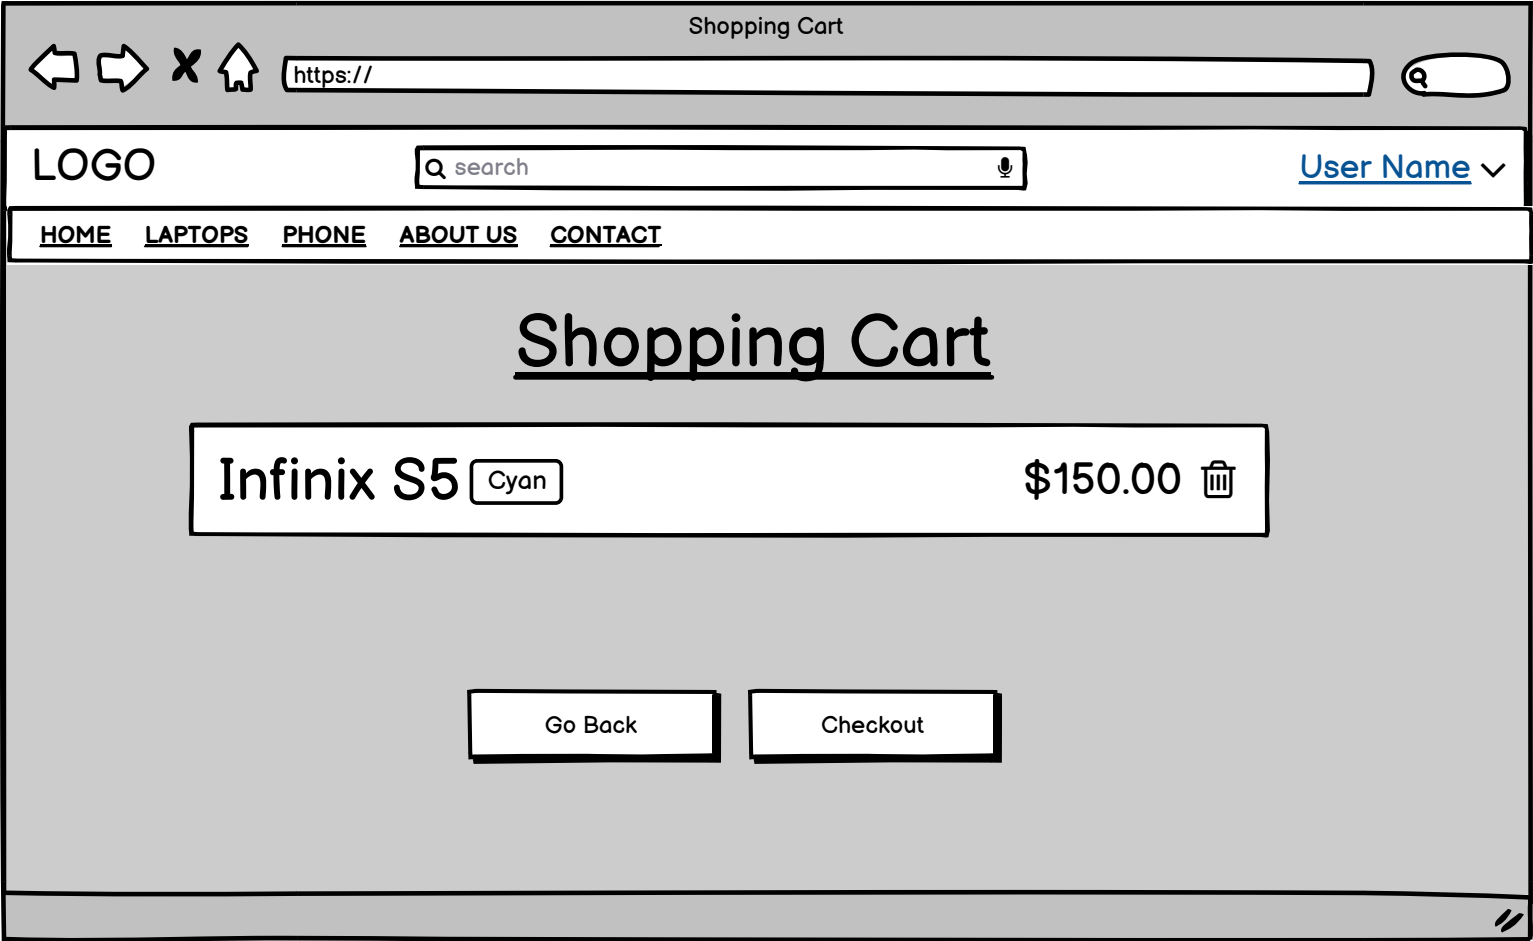 Shopping Cart
https://
LOGO
search
User Name
HOME LAPTOPS PHONE ABOUT US CONTACT
Shopping Cart
Infinix S5 Cyan $150.00
Go Back Checkout